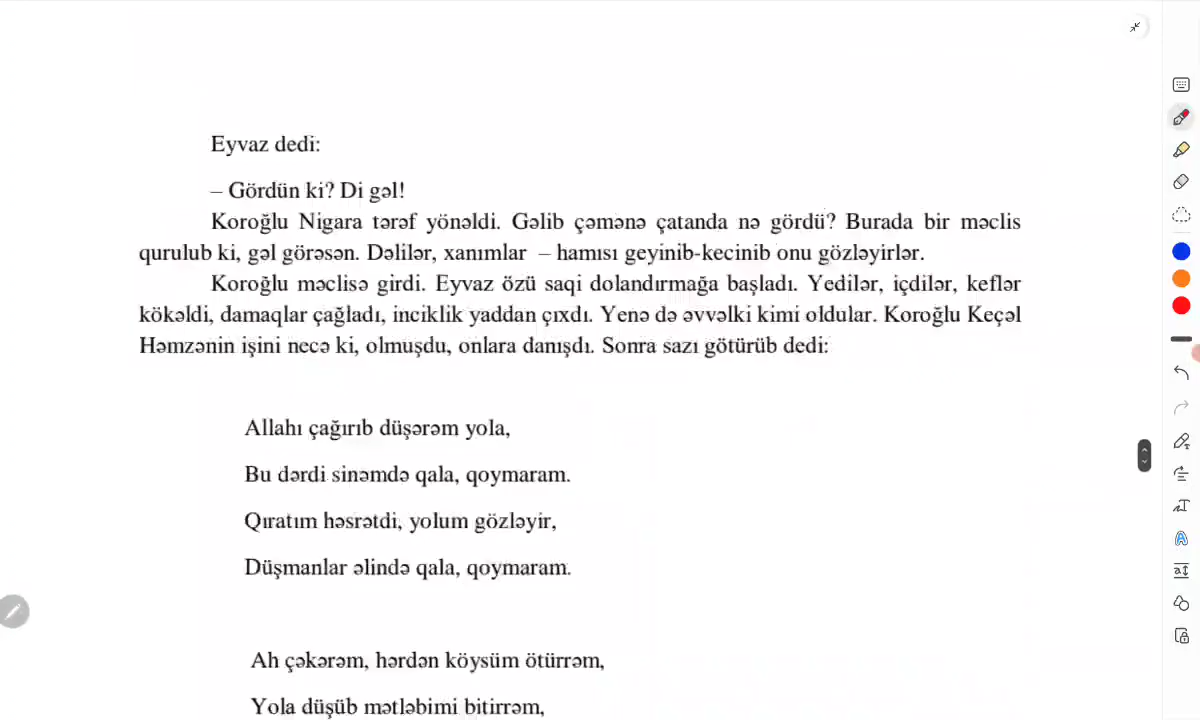 Eyvaz dedi:
– Gördün ki? Di gəl!
Koroğlu Nigara tərəf yönəldi. Gəlib çəmənə çatanda nə gördü? Burada bir məclis
qurulub ki, gəl görəsən. Dəlilər, xanımlar – hamısı geyinib-kecinib onu gözləyirlər.
Koroğlu məclisə girdi. Eyvaz özü saqi dolandırmağa başladı. Yedilər, içdilər, keflər
kökəldi, damaqlar çağladı, inciklik yaddan çıxdı. Yenə də əvvəlki kimi oldular. Koroğlu Keçəl
Həmzənin işini necə ki, olmuşdu, onlara danışdı. Sonra sazı götürüb dedi:
Allahı çağırıb düşərəm yola,
Bu dərdi sinəmdə qala, qoymaram.
Qıratım həsrətdi, yolum gözləyir,
Düşmanlar əlində qala, qoymaram.
Ah çəkərəm, hərdən köysüm ötürrəm,
Yola düşüb mətləbimi bitirrəm,